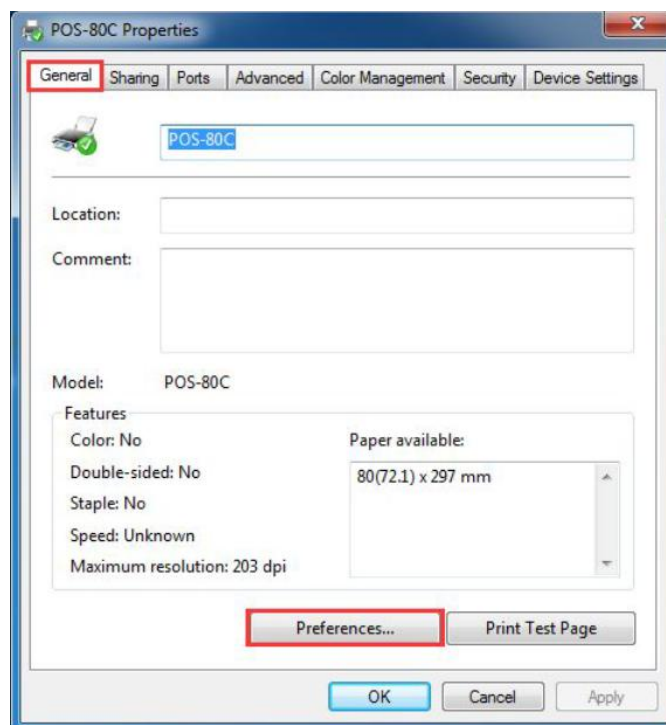 POS-80C Properties
General Sharing Ports Advanced Color Management Security Device Settings
POS-80C
Location:
Comment:
Model: POS-80C
Features
Color: No
Double-sided: No
Staple: No
Speed: Unknown
Maximum resolution: 203 dpi
Paper available:
80(72.1) x 297 mm
Preferences... Print Test Page
OK Cancel Apply